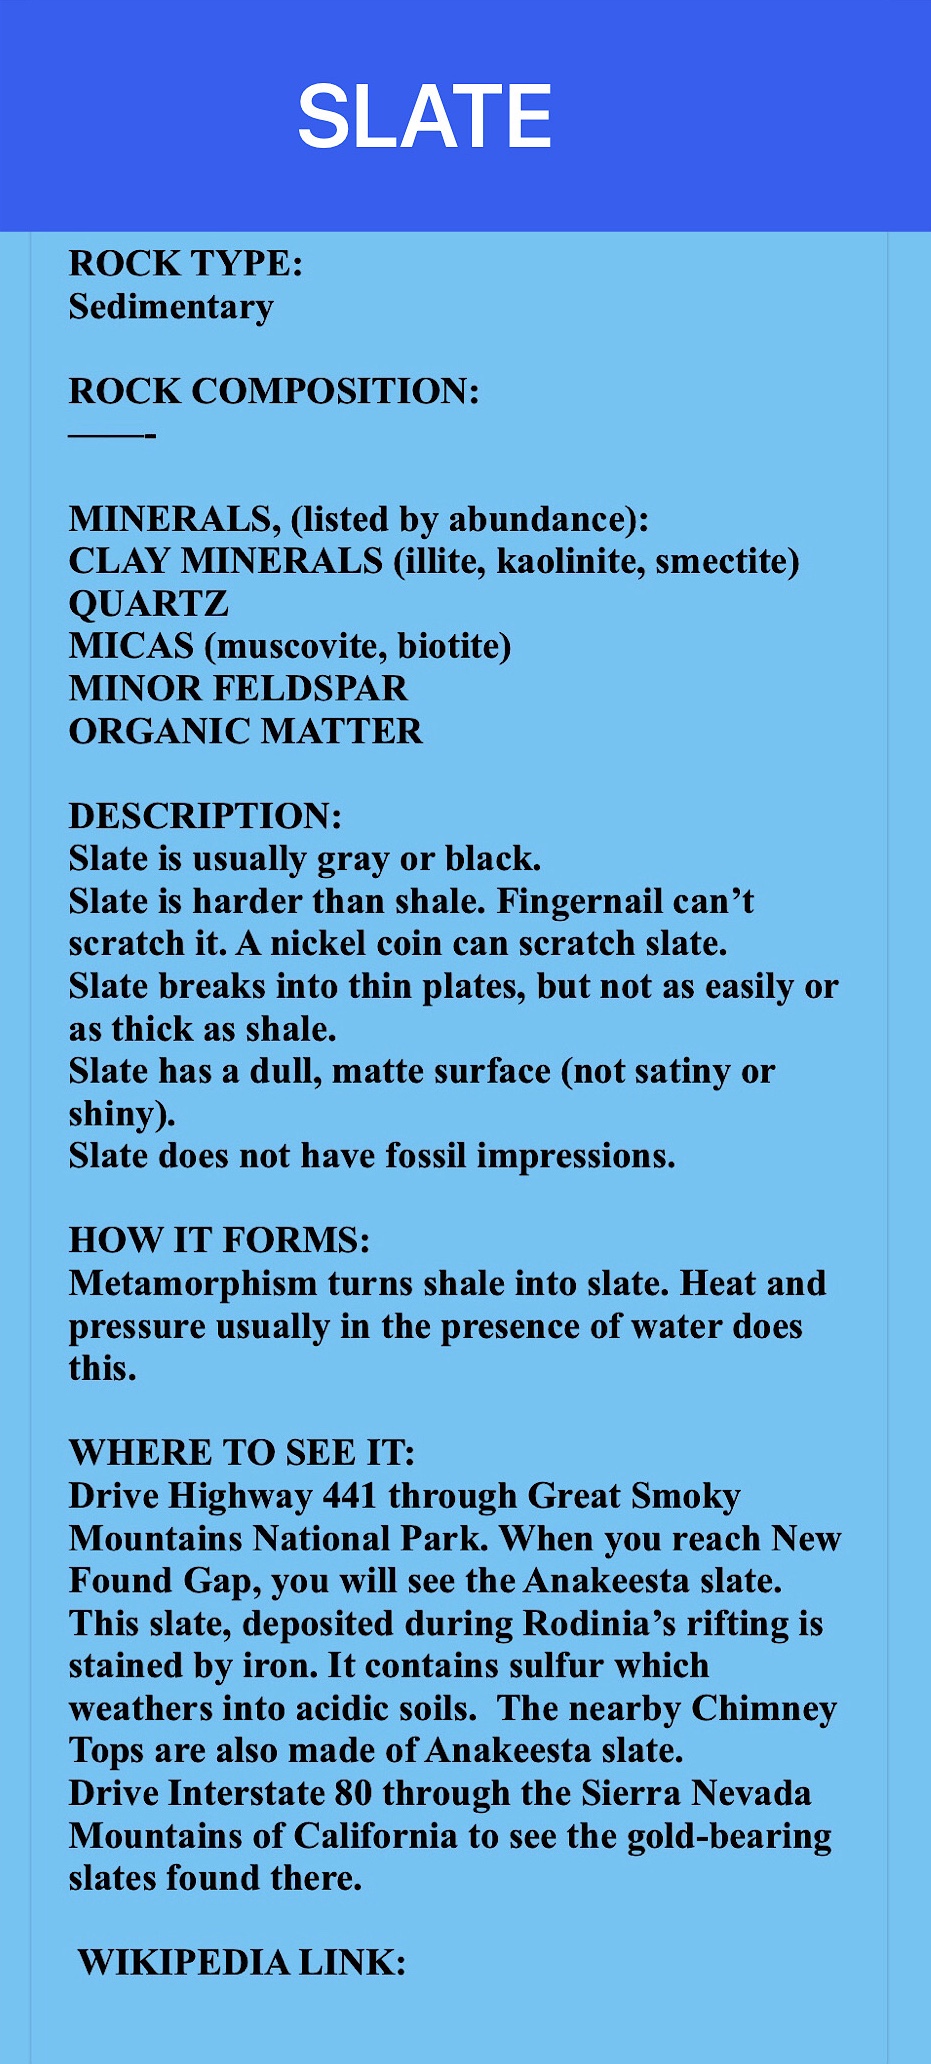 SLATE
ROCK TYPE:
Sedimentary
ROCK COMPOSITION:
——-
MINERALS, (listed by abundance):
CLAY MINERALS (illite, kaolinite, smectite)
QUARTZ
MICAS (muscovite, biotite)
MINOR FELDSPAR
ORGANIC MATTER
DESCRIPTION:
Slate is usually gray or black.
Slate is harder than shale. Fingernail can’t
scratch it. A nickel coin can scratch slate.
Slate breaks into thin plates, but not as easily or
as thick as shale.
Slate has a dull, matte surface (not satiny or
shiny).
Slate does not have fossil impressions.
HOW IT FORMS:
Metamorphism turns shale into slate. Heat and
pressure usually in the presence of water does
this.
WHERE TO SEE IT:
Drive Highway 441 through Great Smoky
Mountains National Park. When you reach New
Found Gap, you will see the Anakeesta slate.
This slate, deposited during Rodinia’s rifting is
stained by iron. It contains sulfur which
weathers into acidic soils.  The nearby Chimney
Tops are also made of Anakeesta slate.
Drive Interstate 80 through the Sierra Nevada
Mountains of California to see the gold-bearing
slates found there.
WIKIPEDIA LINK: